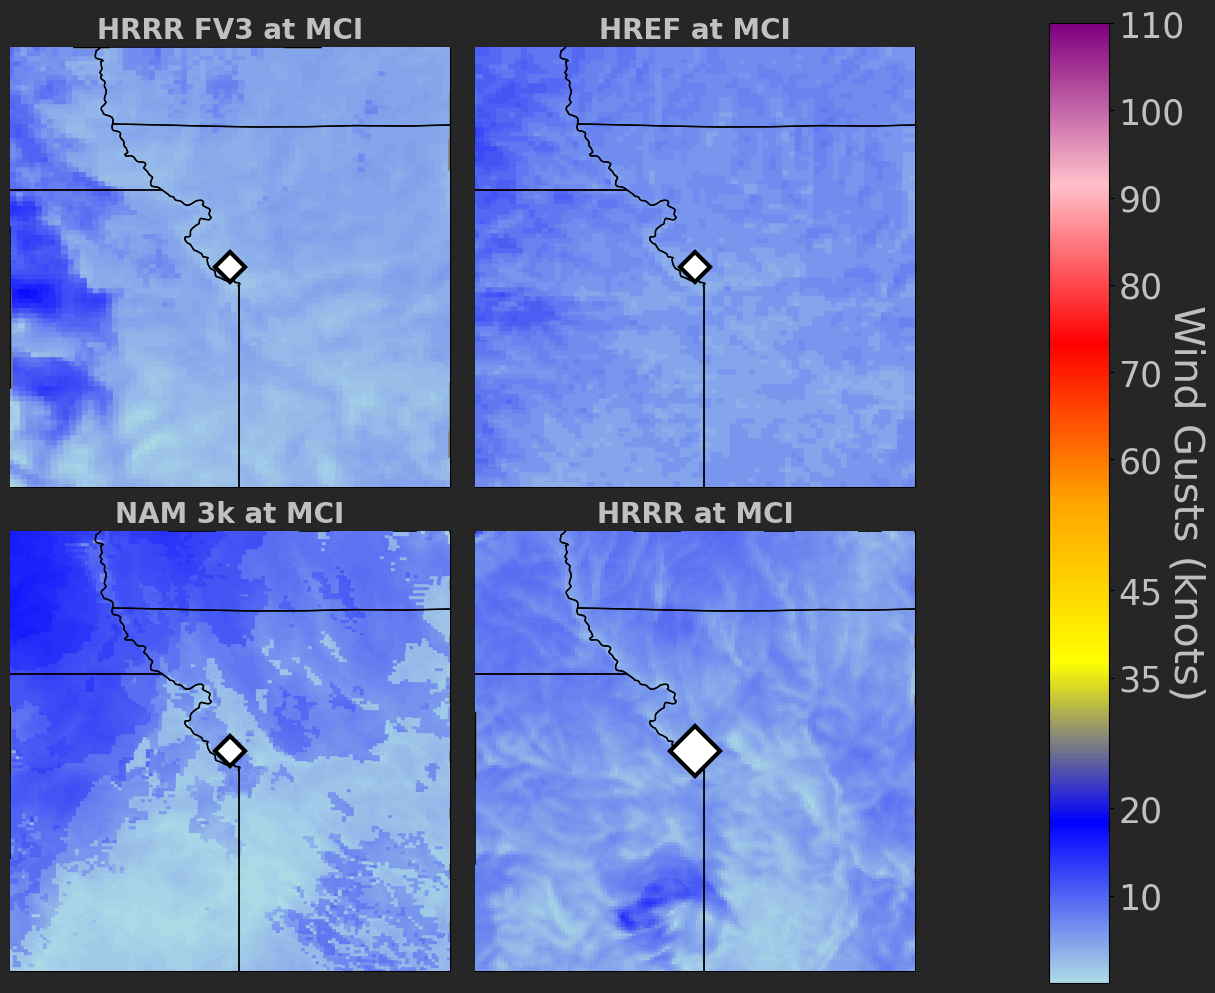 HRRR FV3 at MCI
HREF at MCI
NAM 3k at MCI
HRRR at MCI
110
100
90
80
70
60
45
35
20
10
Wind Gusts (knots)